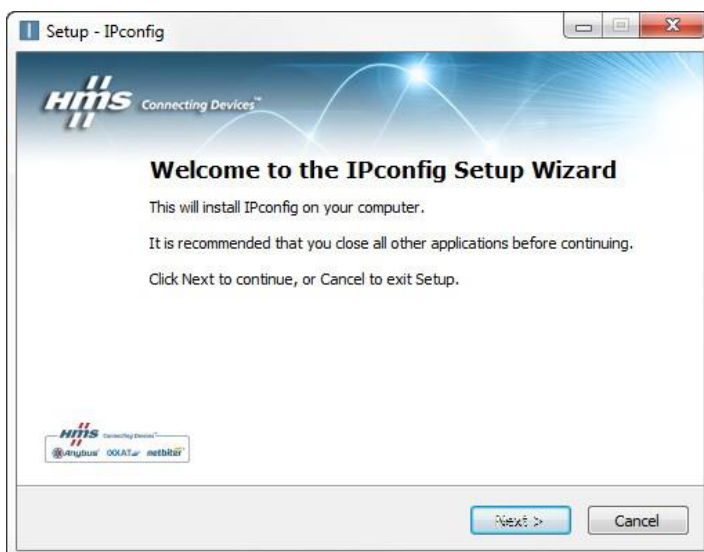 Setup - IPconfig
HMS Connecting Devices™
Welcome to the IPconfig Setup Wizard
This will install IPconfig on your computer.
It is recommended that you close all other applications before continuing.
Click Next to continue, or Cancel to exit Setup.
HMS Connecting Devices™
Anybus® IXXAT® netbiter®
Next >
Cancel